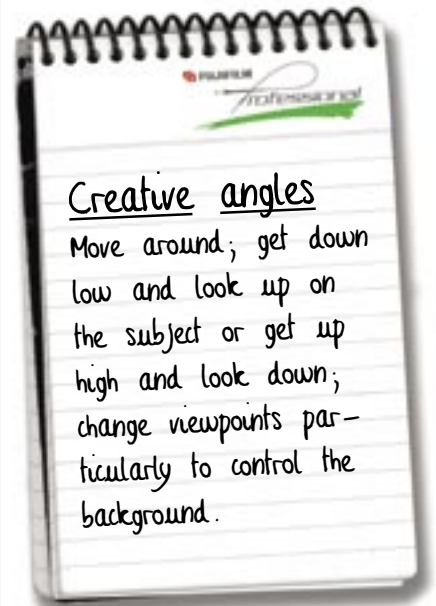 FUJIFILM
Professional
Creative angles
Move around; get down
low and look up on
the subject or get up
high and look down;
change viewpoints par–
ticularly to control the
background.